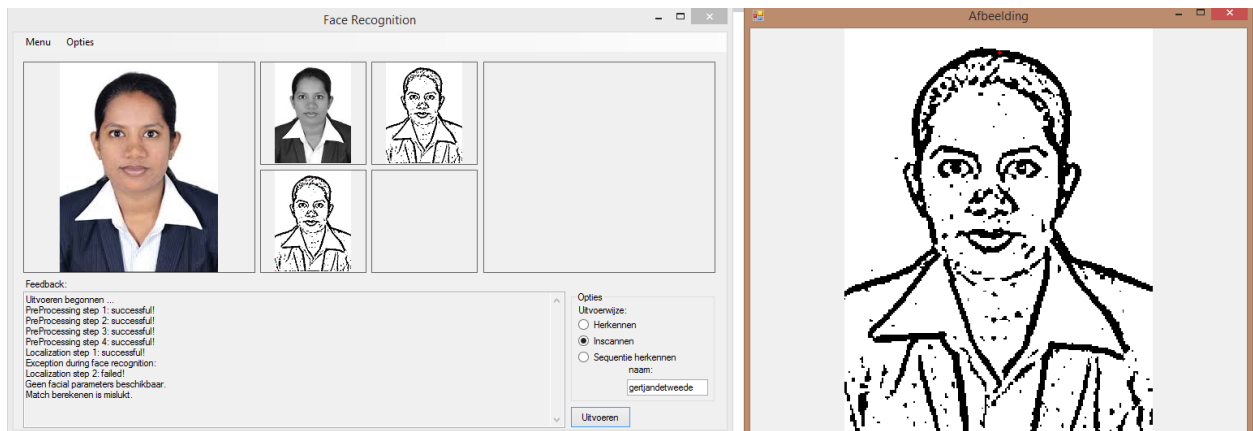 Face Recognition
Menu Opties
Feedback:
Uitvoeren begonnen ...
PreProcessing step 1: successful!
PreProcessing step 2: successful!
PreProcessing step 3: successful!
PreProcessing step 4: successful!
Localization step 1: successful!
Exception during face recognition:
Localization step 2: failed!
Geen facial parameters beschikbaar.
Match berekenen is mislukt.
Opties
Uitvoerwijze:
Herkennen
Inscannen
Sequentie herkennen
naam:
gertjandetweede
Uitvoeren
Afbeelding